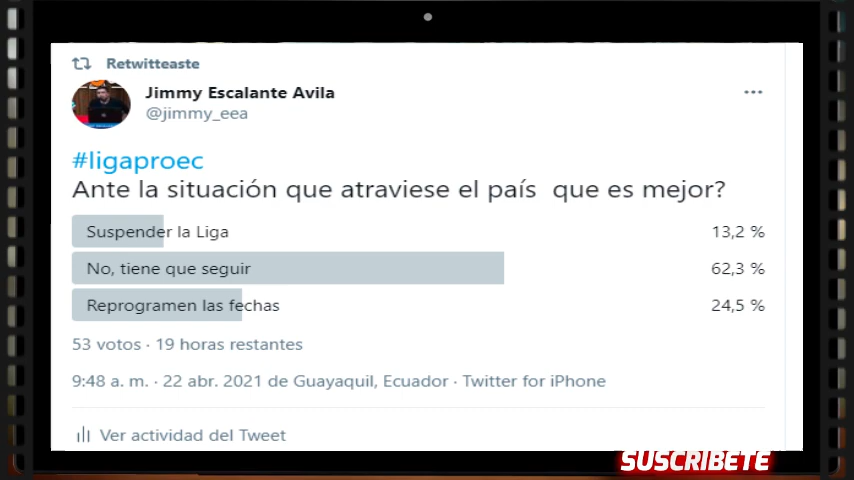 Retwitteaste
Jimmy Escalante Avila
@jimmy_eea
#ligaproec
Ante la situación que atraviese el país que es mejor?
Suspender la Liga 13,2 %
No, tiene que seguir 62,3 %
Reprogramen las fechas 24,5 %
53 votos · 19 horas restantes
9:48 a. m. · 22 abr. 2021 de Guayaquil, Ecuador · Twitter for iPhone
Ver actividad del Tweet
SUSCRIBETE